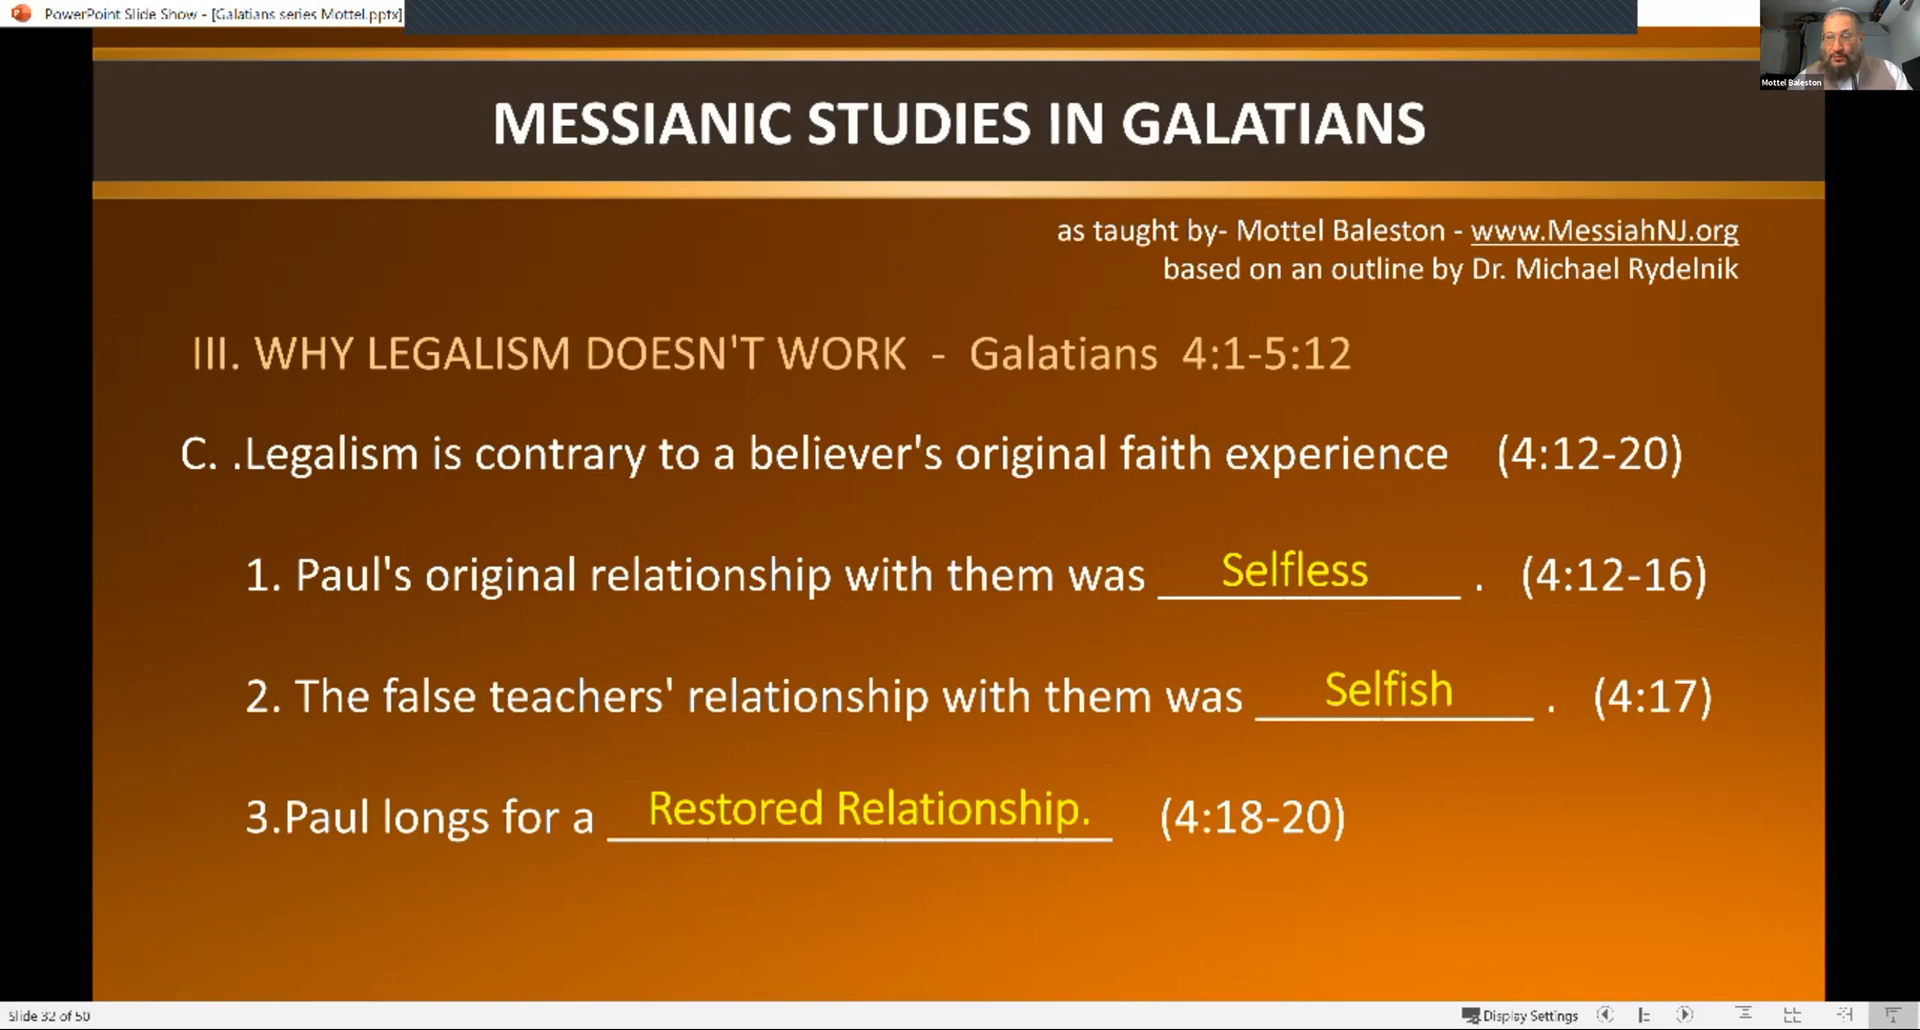 PowerPoint Slide Show - [Galatians series Mottel.pptx]
Mottel Baleston
MESSIANIC STUDIES IN GALATIANS
as taught by- Mottel Baleston - www.MessiahNJ.org
based on an outline by Dr. Michael Rydelnik
III. WHY LEGALISM DOESN'T WORK - Galatians 4:1-5:12
C. .Legalism is contrary to a believer's original faith experience (4:12-20)
1. Paul's original relationship with them was Selfless . (4:12-16)
2. The false teachers' relationship with them was Selfish . (4:17)
3.Paul longs for a Restored Relationship. (4:18-20)
Slide 32 of 50
Display Settings